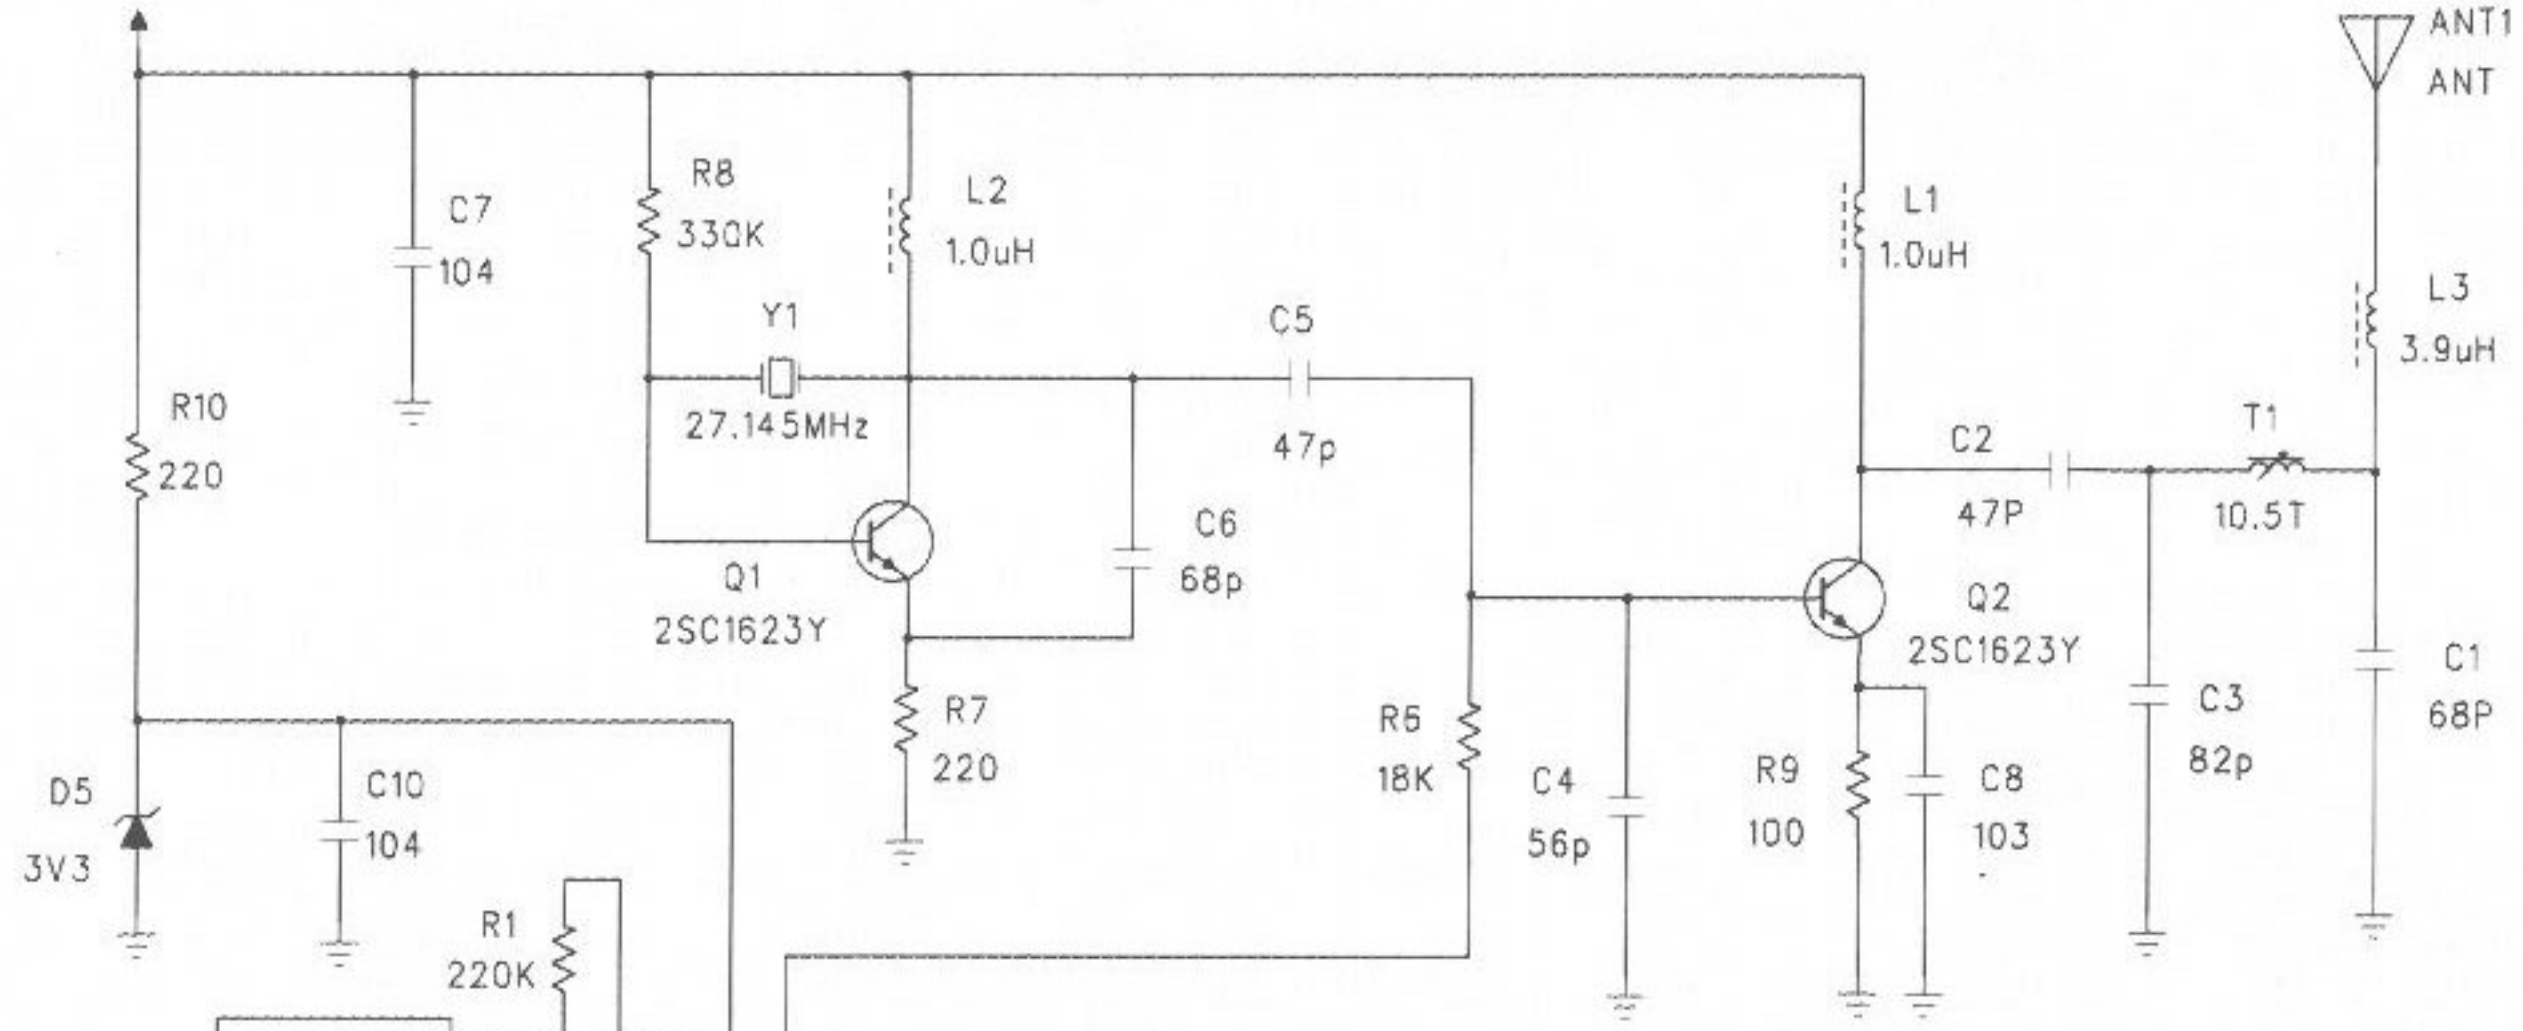 ANT1
ANT
C7
104
R8
330K
L2
1.0uH
L1
1.0uH
L3
3.9uH
Y1
27.145MHz
C5
47p
R10
220
C2
47P
T1
10.5T
C6
68p
Q1
2SC1623Y
Q2
2SC1623Y
R7
220
R6
18K
C4
56p
R9
100
C8
103
C3
82p
C1
68P
D5
3V3
C10
104
R1
220K